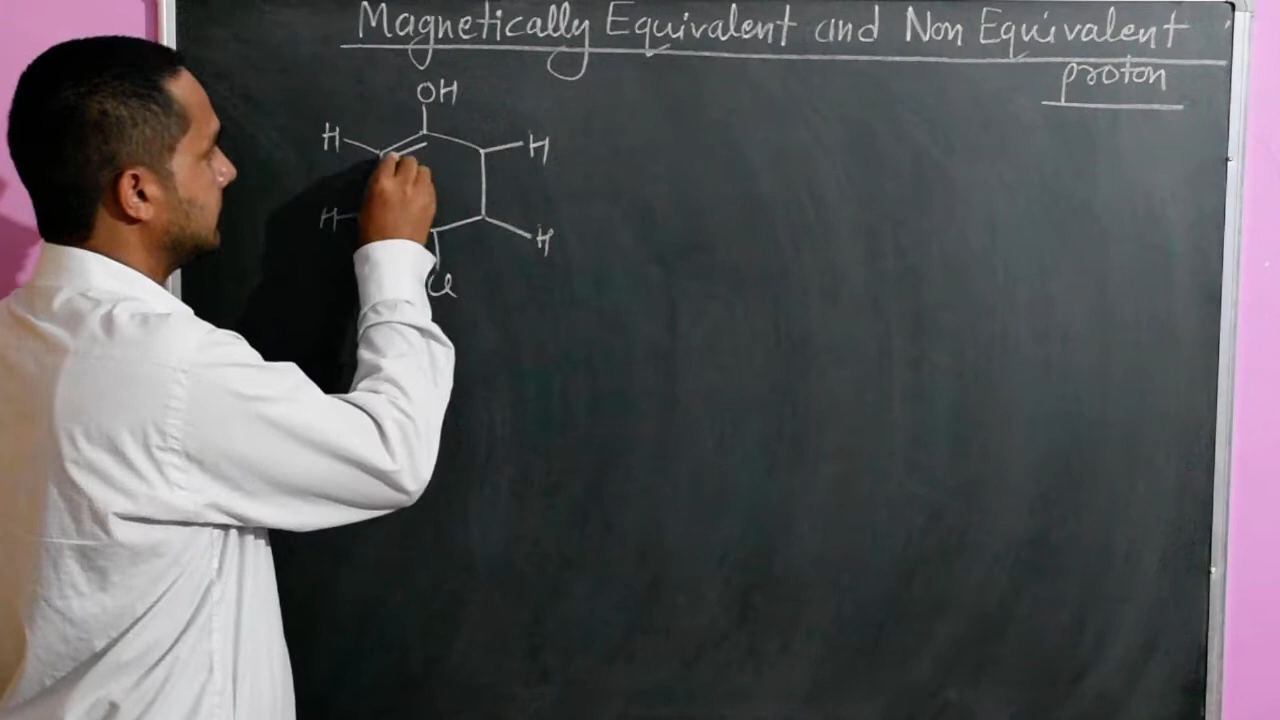 Magnetically Equivalent and Non Equivalent
proton
OH
H
H
H
H
Cl